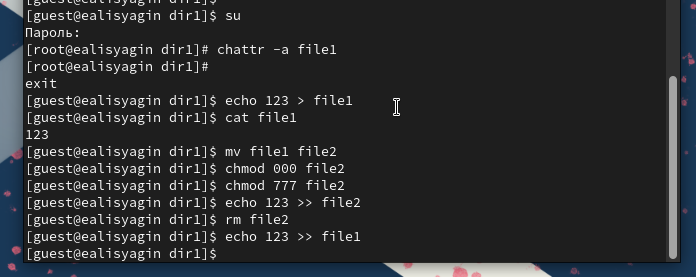 [guest@ealisyagin dir1]$
[guest@ealisyagin dir1]$ su
Пароль:
[root@ealisyagin dir1]# chattr -a file1
[root@ealisyagin dir1]#
exit
[guest@ealisyagin dir1]$ echo 123 > file1
[guest@ealisyagin dir1]$ cat file1
123
[guest@ealisyagin dir1]$ mv file1 file2
[guest@ealisyagin dir1]$ chmod 000 file2
[guest@ealisyagin dir1]$ chmod 777 file2
[guest@ealisyagin dir1]$ echo 123 >> file2
[guest@ealisyagin dir1]$ rm file2
[guest@ealisyagin dir1]$ echo 123 >> file1
[guest@ealisyagin dir1]$